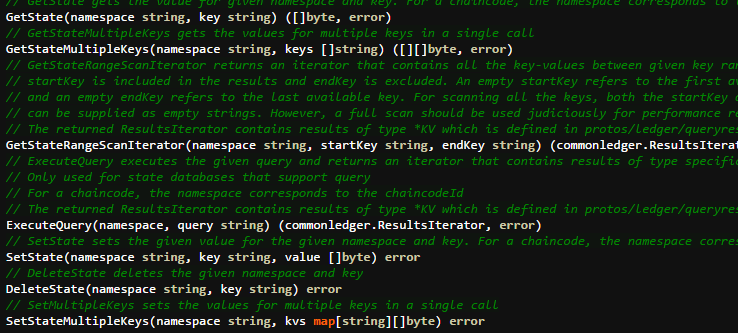 // GetState gets the value for given namespace and key. For a chaincode, the namespace corresponds to
GetState(namespace string, key string) ([]byte, error)
// GetStateMultipleKeys gets the values for multiple keys in a single call
GetStateMultipleKeys(namespace string, keys []string) ([][]byte, error)
// GetStateRangeScanIterator returns an iterator that contains all the key-values between given key ran
// startKey is included in the results and endKey is excluded. An empty startKey refers to the first av
// and an empty endKey refers to the last available key. For scanning all the keys, both the startKey
// can be supplied as empty strings. However, a full scan should be used judiciously for performance re
// The returned ResultsIterator contains results of type *KV which is defined in protos/ledger/queryres
GetStateRangeScanIterator(namespace string, startKey string, endKey string) (commonledger.ResultsIterat
// ExecuteQuery executes the given query and returns an iterator that contains results of type specific
// Only used for state databases that support query
// For a chaincode, the namespace corresponds to the chaincodeId
// The returned ResultsIterator contains results of type *KV which is defined in protos/ledger/queryres
ExecuteQuery(namespace, query string) (commonledger.ResultsIterator, error)
// SetState sets the given value for the given namespace and key. For a chaincode, the namespace corres
SetState(namespace string, key string, value []byte) error
// DeleteState deletes the given namespace and key
DeleteState(namespace string, key string) error
// SetMultipleKeys sets the values for multiple keys in a single call
SetStateMultipleKeys(namespace string, kvs map[string][]byte) error